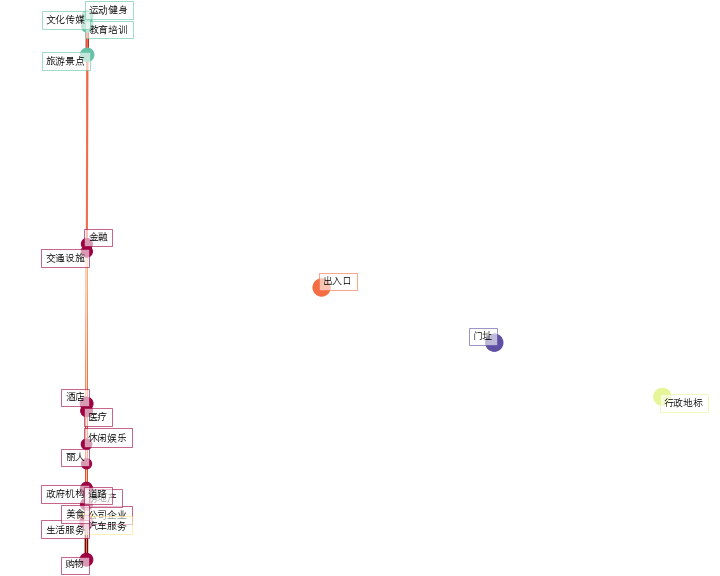 运动健身
文化传媒
教育培训
旅游景点
金融
交通设施
出入口
门址
酒店
行政地标
医疗
休闲娱乐
丽人
政府机构
道路
美食
公司企业
汽车服务
生活服务
购物